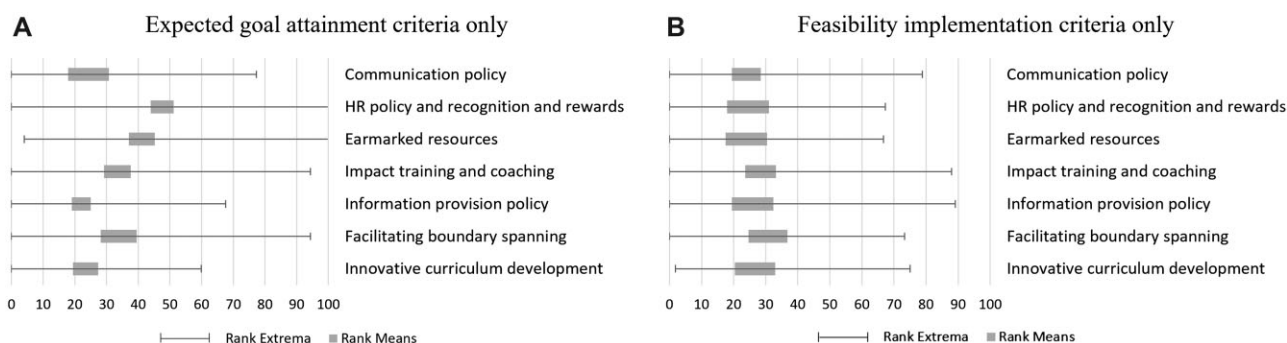 A Expected goal attainment criteria only
Communication policy
HR policy and recognition and rewards
Earmarked resources
Impact training and coaching
Information provision policy
Facilitating boundary spanning
Innovative curriculum development
0 10 20 30 40 50 60 70 80 90 100
Rank Extrema Rank Means
B Feasibility implementation criteria only
Communication policy
HR policy and recognition and rewards
Earmarked resources
Impact training and coaching
Information provision policy
Facilitating boundary spanning
Innovative curriculum development
0 10 20 30 40 50 60 70 80 90 100
Rank Extrema Rank Means